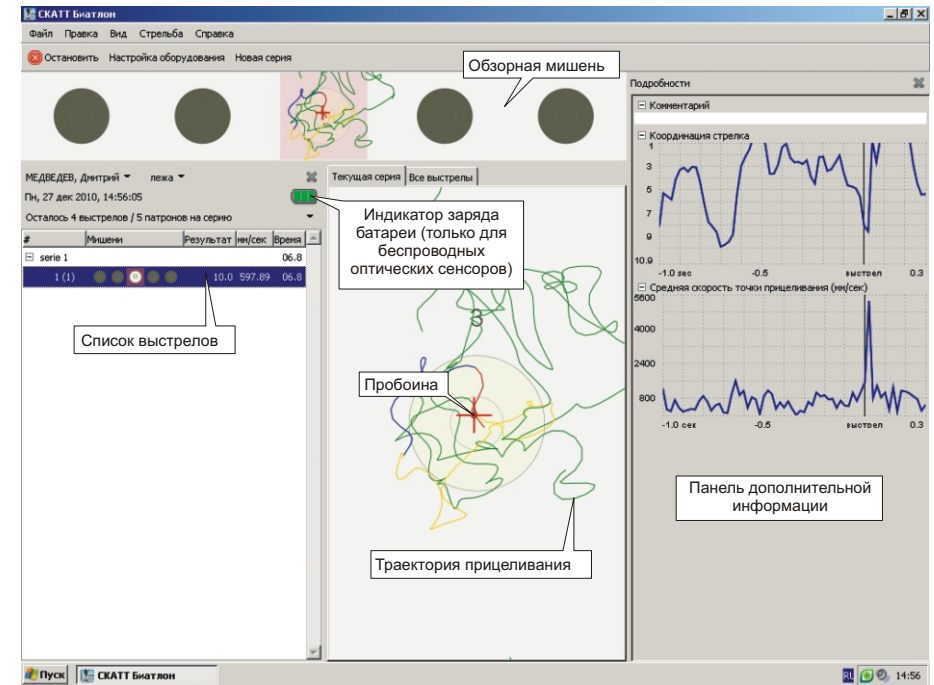 СКАТТ Биатлон
Файл Правка Вид Стрельба Справка
Остановить Настройка оборудования Новая серия
Обзорная мишень
Подробности
Комментарий
Координация стрелка
1
3
5
7
9
10.9
-1.0 sec -0.5 выстрел 0.3
Средняя скорость точки прицеливания (мм/сек)
5600
4000
2400
800
-1.0 сек -0.5 выстрел 0.3
Панель дополнительной
информации
МЕДВЕДЕВ, Дмитрий лежа
Пн, 27 дек 2010, 14:56:05
Осталось 4 выстрелов / 5 патронов на серию
# Мишени Результат мм/сек Время
serie 1 06.8
1 (1) 10.0 597.89 06.8
Список выстрелов
Текущая серия Все выстрелы
Индикатор заряда
батареи (только для
беспроводных
оптических сенсоров)
3
Пробоина
Траектория прицеливания
Пуск СКАТТ Биатлон RL 14:56